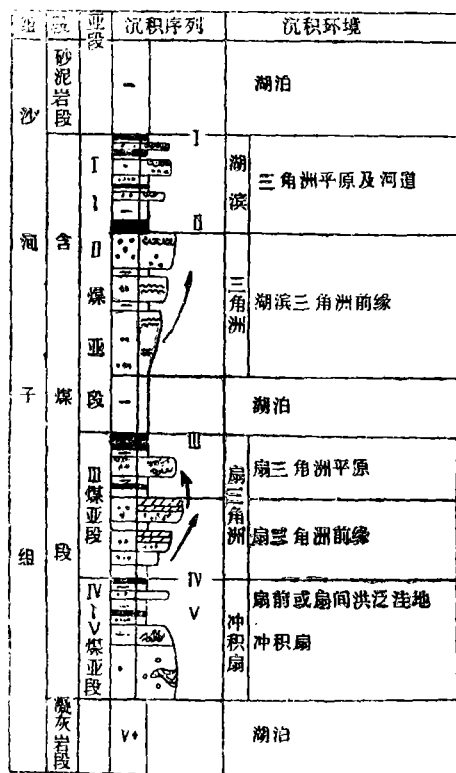 组 段 亚段 沉积序列 沉积环境
沙河子组
砂泥岩段
湖泊
含煤段
I
I
~
II
煤亚段
I
II
湖滨
三角洲平原及河道
三角洲
湖滨三角洲前缘
湖泊
III煤亚段
III
扇三角洲
扇三角洲平原
扇三角洲前缘
IV
~
V
煤亚段
IV
V
冲积扇
扇前或扇间洪泛洼地
冲积扇
凝灰岩段
V+
湖泊